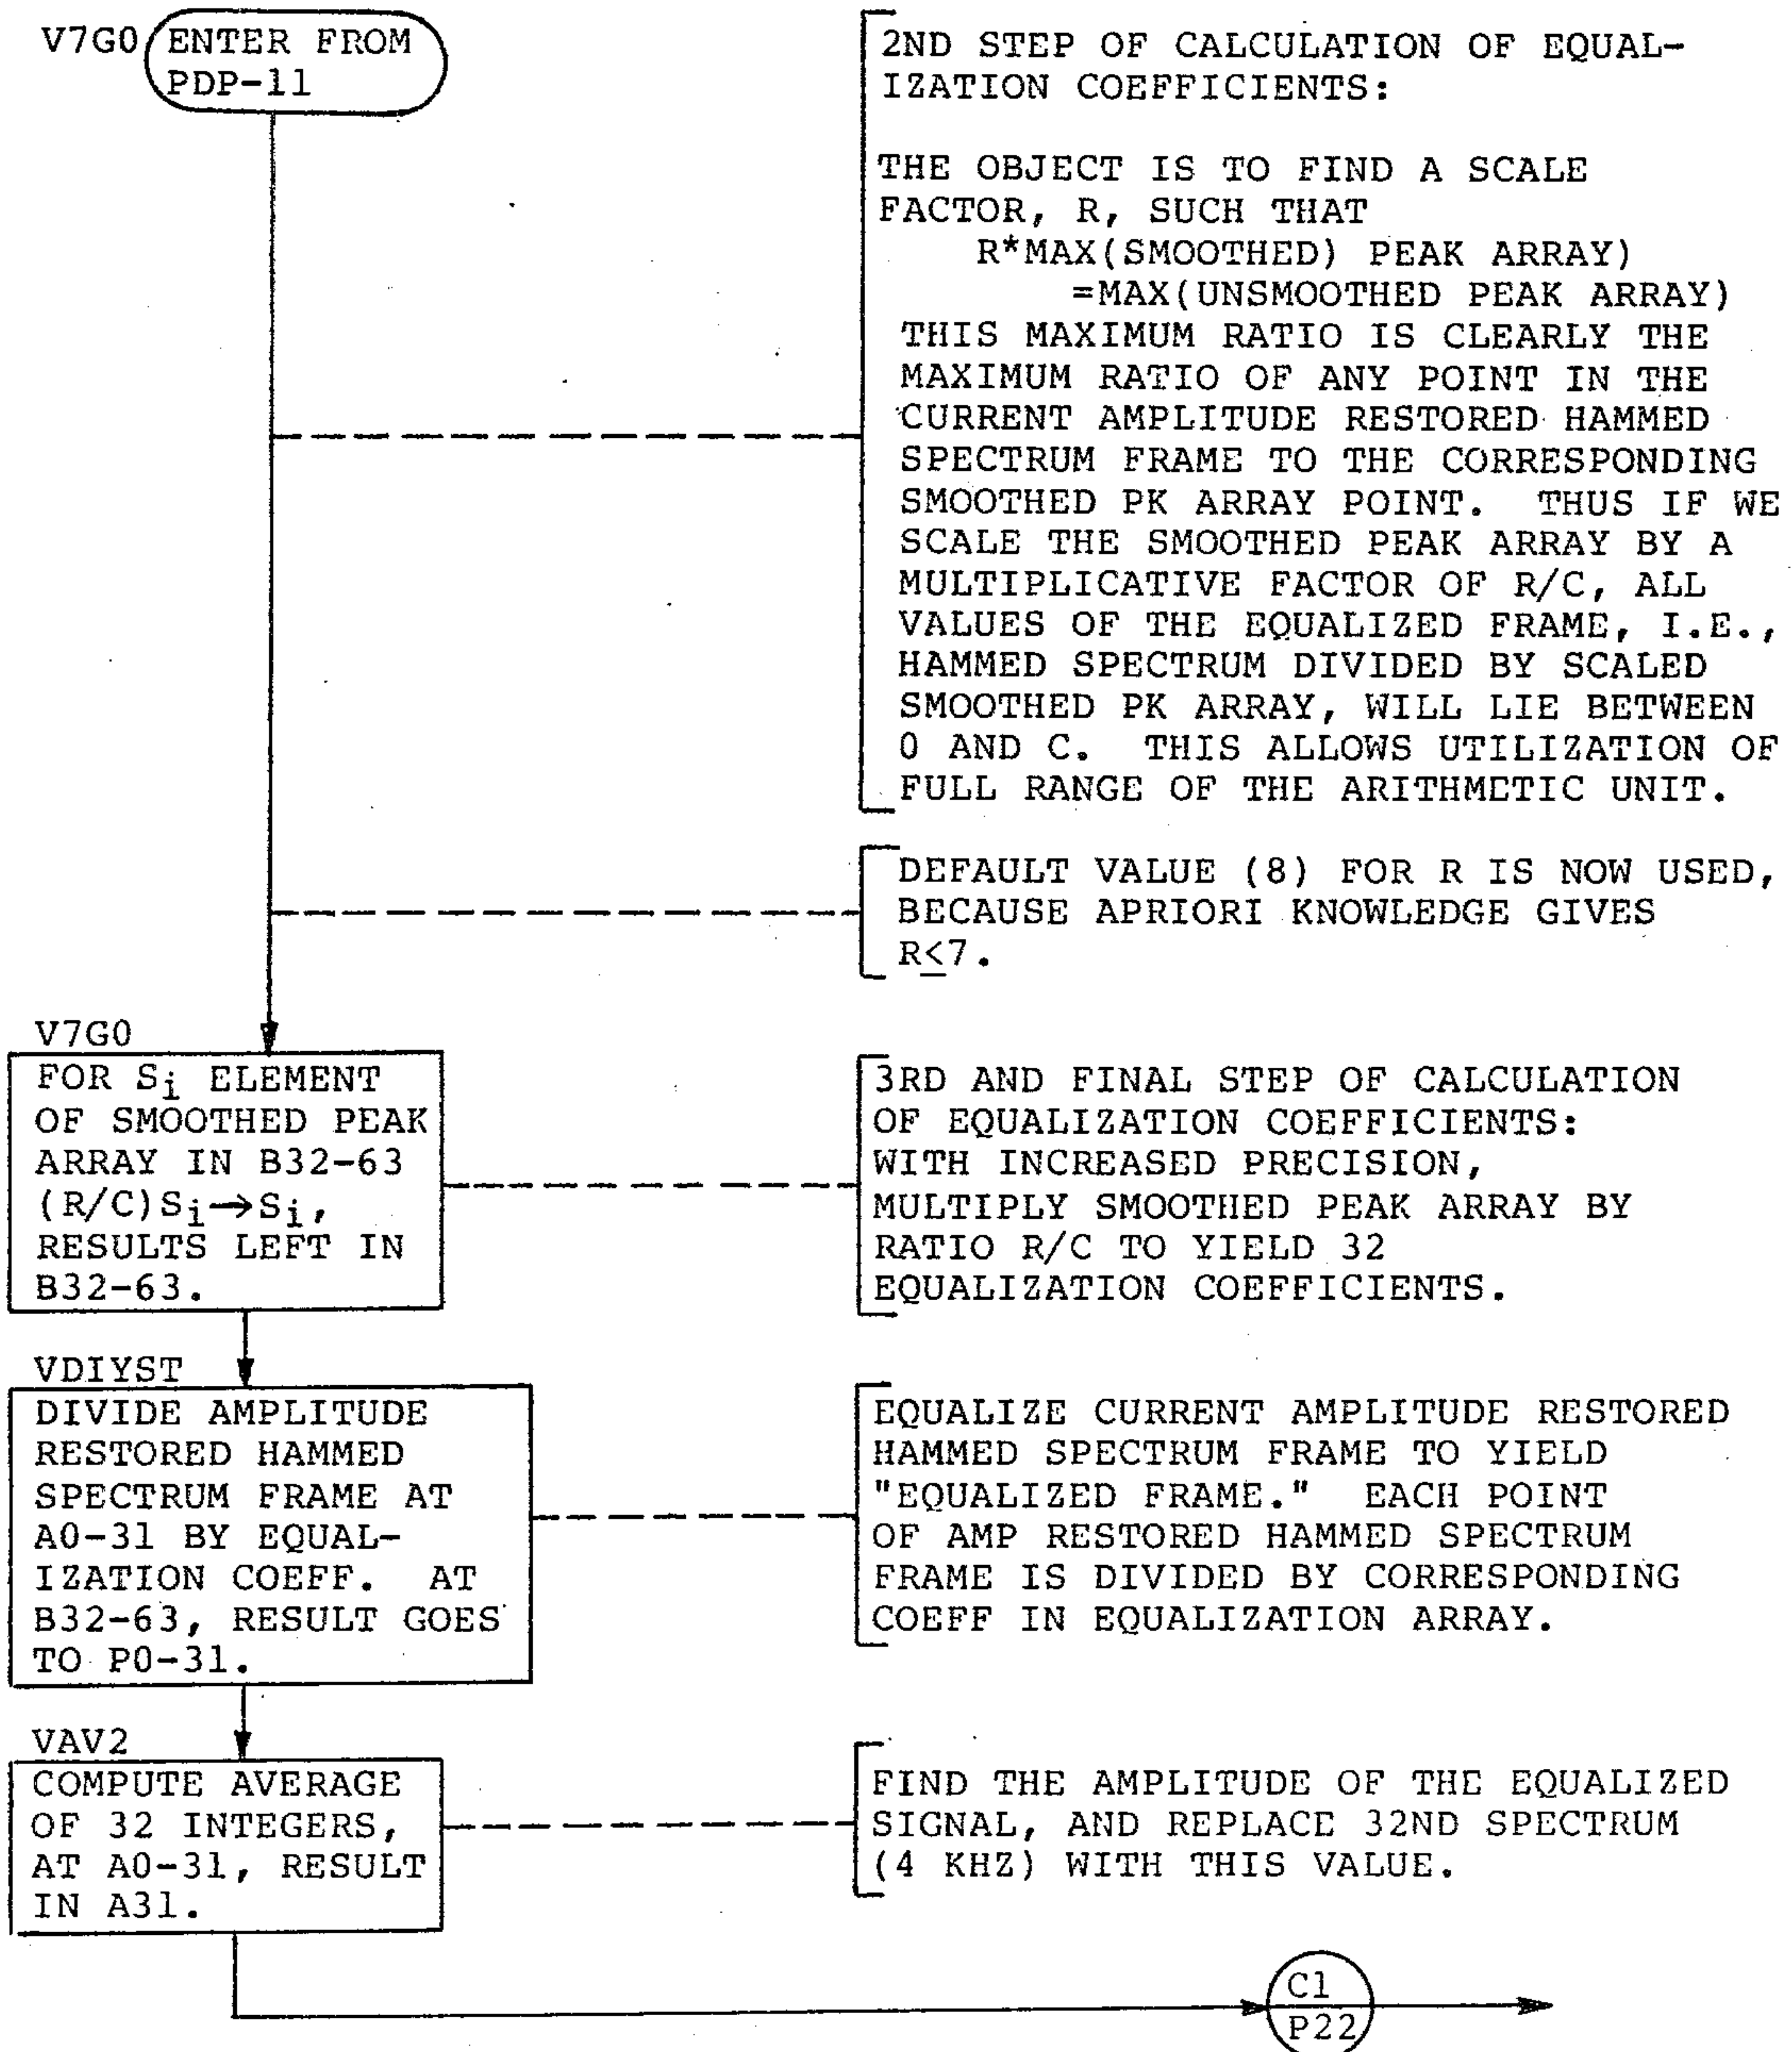 V7G0 ENTER FROM
PDP-11
2ND STEP OF CALCULATION OF EQUAL-
IZATION COEFFICIENTS:
THE OBJECT IS TO FIND A SCALE
FACTOR, R, SUCH THAT
R*MAX(SMOOTHED) PEAK ARRAY)
=MAX(UNSMOOTHED PEAK ARRAY)
THIS MAXIMUM RATIO IS CLEARLY THE
MAXIMUM RATIO OF ANY POINT IN THE
CURRENT AMPLITUDE RESTORED HAMMED
SPECTRUM FRAME TO THE CORRESPONDING
SMOOTHED PK ARRAY POINT. THUS IF WE
SCALE THE SMOOTHED PEAK ARRAY BY A
MULTIPLICATIVE FACTOR OF R/C, ALL
VALUES OF THE EQUALIZED FRAME, I.E.,
HAMMED SPECTRUM DIVIDED BY SCALED
SMOOTHED PK ARRAY, WILL LIE BETWEEN
0 AND C. THIS ALLOWS UTILIZATION OF
FULL RANGE OF THE ARITHMETIC UNIT.
DEFAULT VALUE (8) FOR R IS NOW USED,
BECAUSE APRIORI KNOWLEDGE GIVES
R≤7.
V7G0
FOR Si ELEMENT
OF SMOOTHED PEAK
ARRAY IN B32-63
(R/C)Si→Si,
RESULTS LEFT IN
B32-63.
3RD AND FINAL STEP OF CALCULATION
OF EQUALIZATION COEFFICIENTS:
WITH INCREASED PRECISION,
MULTIPLY SMOOTHED PEAK ARRAY BY
RATIO R/C TO YIELD 32
EQUALIZATION COEFFICIENTS.
VDIYST
DIVIDE AMPLITUDE
RESTORED HAMMED
SPECTRUM FRAME AT
A0-31 BY EQUAL-
IZATION COEFF. AT
B32-63, RESULT GOES
TO P0-31.
EQUALIZE CURRENT AMPLITUDE RESTORED
HAMMED SPECTRUM FRAME TO YIELD
"EQUALIZED FRAME." EACH POINT
OF AMP RESTORED HAMMED SPECTRUM
FRAME IS DIVIDED BY CORRESPONDING
COEFF IN EQUALIZATION ARRAY.
VAV2
COMPUTE AVERAGE
OF 32 INTEGERS,
AT A0-31, RESULT
IN A31.
FIND THE AMPLITUDE OF THE EQUALIZED
SIGNAL, AND REPLACE 32ND SPECTRUM
(4 KHZ) WITH THIS VALUE.
C1
P22